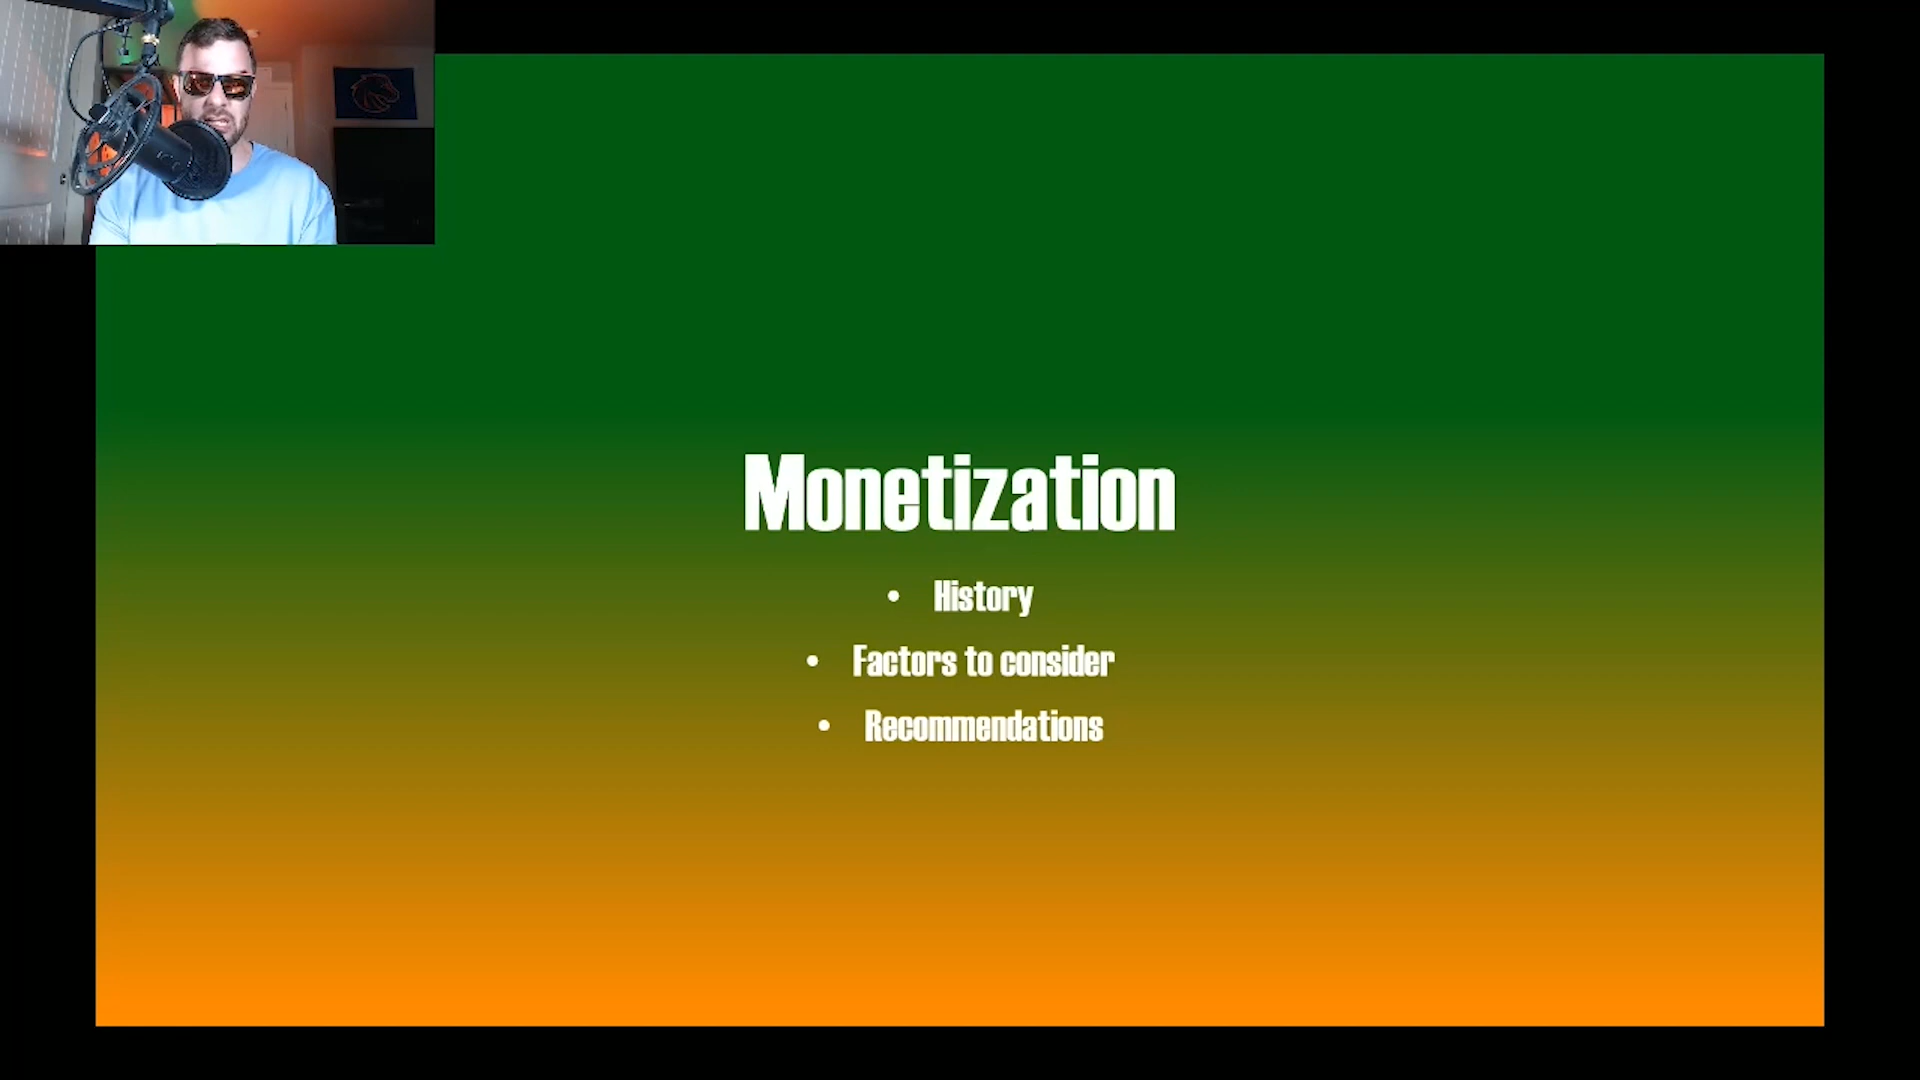 Monetization
• History
• Factors to consider
• Recommendations